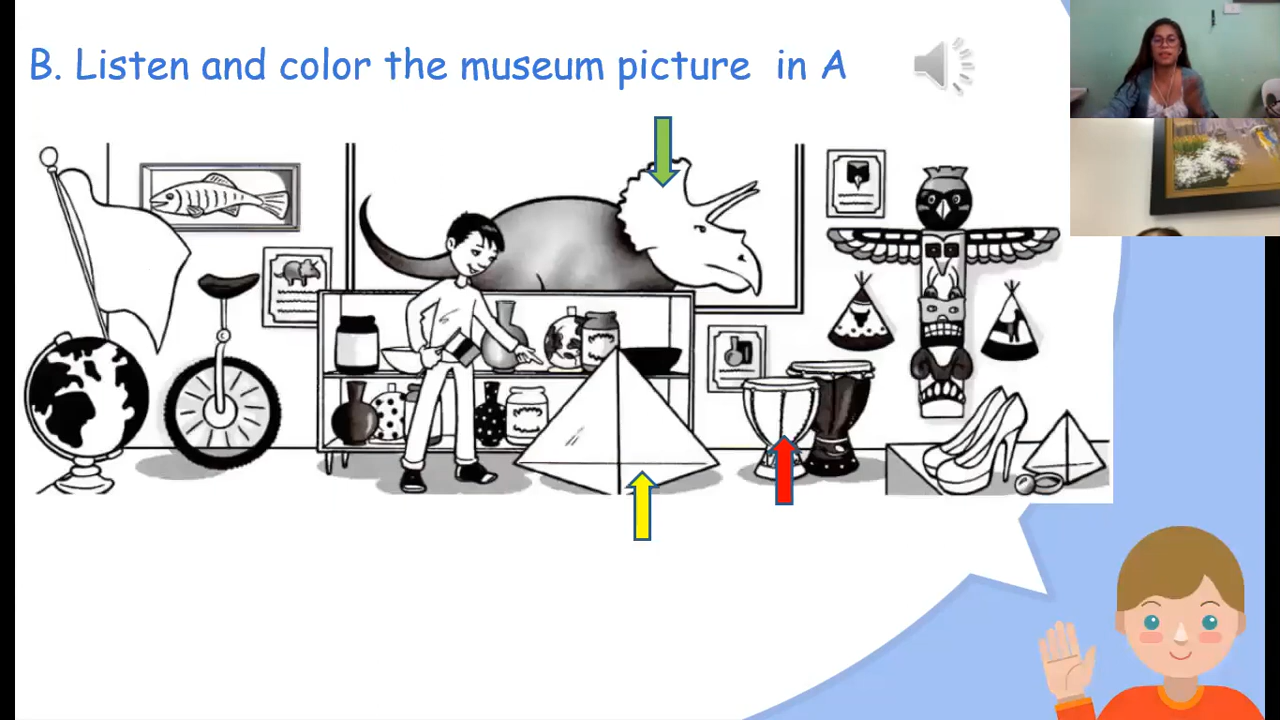 B. Listen and color the museum picture in A